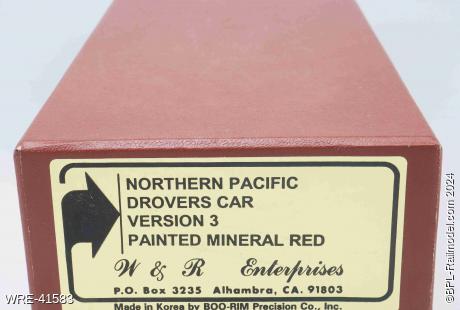 NORTHERN PACIFIC
DROVERS CAR
VERSION 3
PAINTED MINERAL RED
W & R Enterprises
P.O. Box 3235 Alhambra, CA. 91803
Made in Korea by BOO-RIM Precision Co., Inc.
WRE-41583
©BPL-Railmodel.com 2024